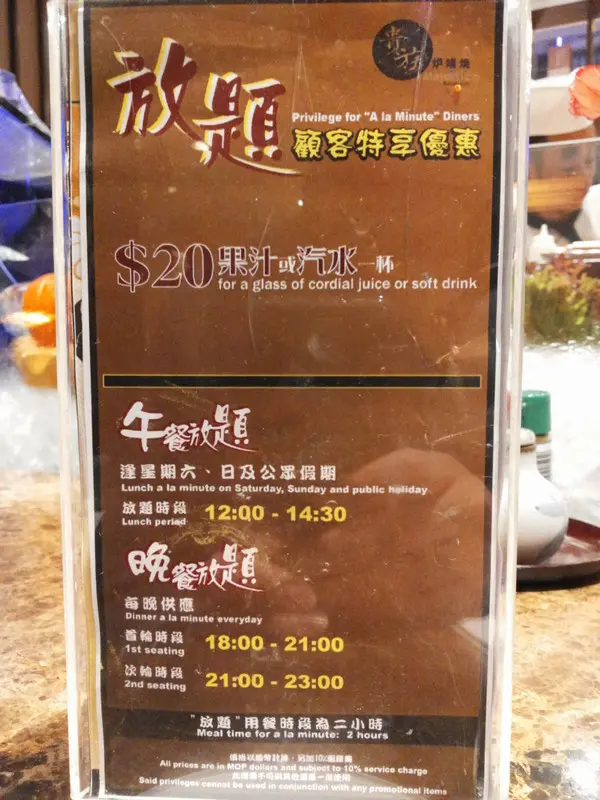 貴族
炉端燒
放題
Privilege for "A la Minute" Diners
顧客特享優惠
$20 果汁或汽水一杯
for a glass of cordial juice or soft drink
午餐放題
逢星期六、日及公眾假期
Lunch a la minute on Saturday, Sunday and public holiday
放題時段 12:00 - 14:30
Lunch period
晚餐放題
每晚供應
Dinner a la minute everyday
首輪時段 18:00 - 21:00
1st seating
次輪時段 21:00 - 23:00
2nd seating
"放題"用餐時段為二小時
Meal time for a la minute: 2 hours
All prices are in MOP dollars and subject to 10% service charge
Said privileges cannot be used in conjunction with any promotional items